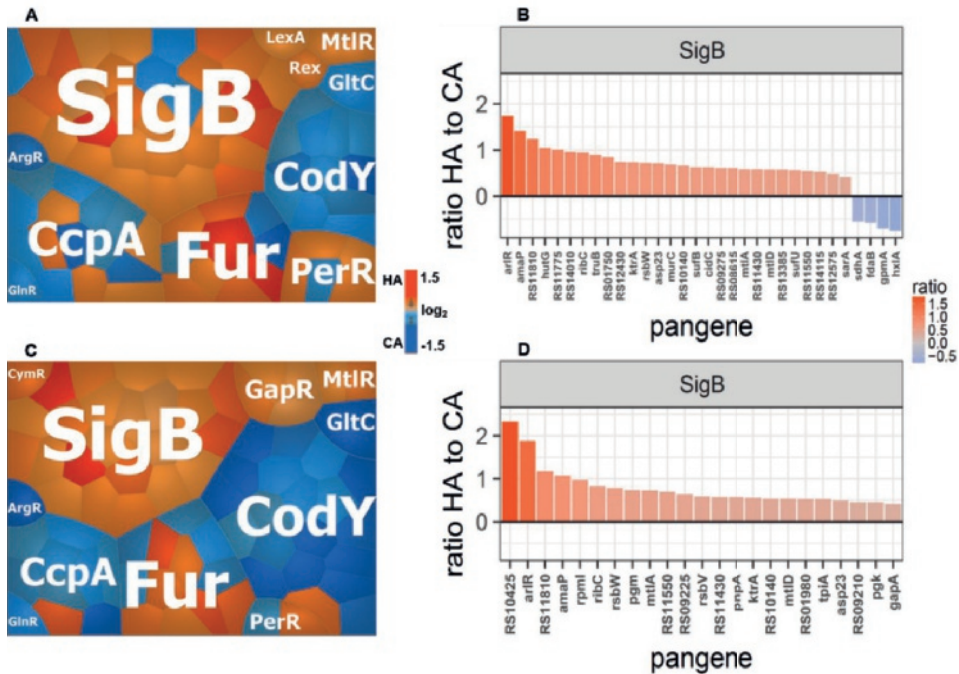 A
SigB
LexA
MtlR
Rex
GltC
ArgR
CodY
CcpA
Fur
PerR
GlnR
HA
1.5
log2
CA
-1.5
B
SigB
ratio HA to CA
2
1
0
arlR
amaP
RS11810
hutG
RS11775
RS14010
ribC
truB
RS01750
RS12430
ktrA
rsbW
asp23
murC
RS10140
sufB
cidC
RS09275
RS08615
mtlA
RS11430
mtlD
RS13385
sufU
RS11550
RS14115
RS12575
sarA
sdhA
fdaB
gpmA
pangene
ratio
1.5
1.0
0.5
0.0
−0.5
C
CymR
GapR
MtlR
SigB
GltC
ArgR
CodY
CcpA
Fur
GlnR
PerR
D
SigB
ratio HA to CA
2
1
0
RS10425
arlR
RS11810
amaP
rpmI
ribC
rsbW
pgm
mtlA
RS11550
RS09225
rsbV
RS11430
pnpA
ktrA
RS10140
mtlD
RS01980
tpiA
asp23
RS09210
pgk
gapA
pangene